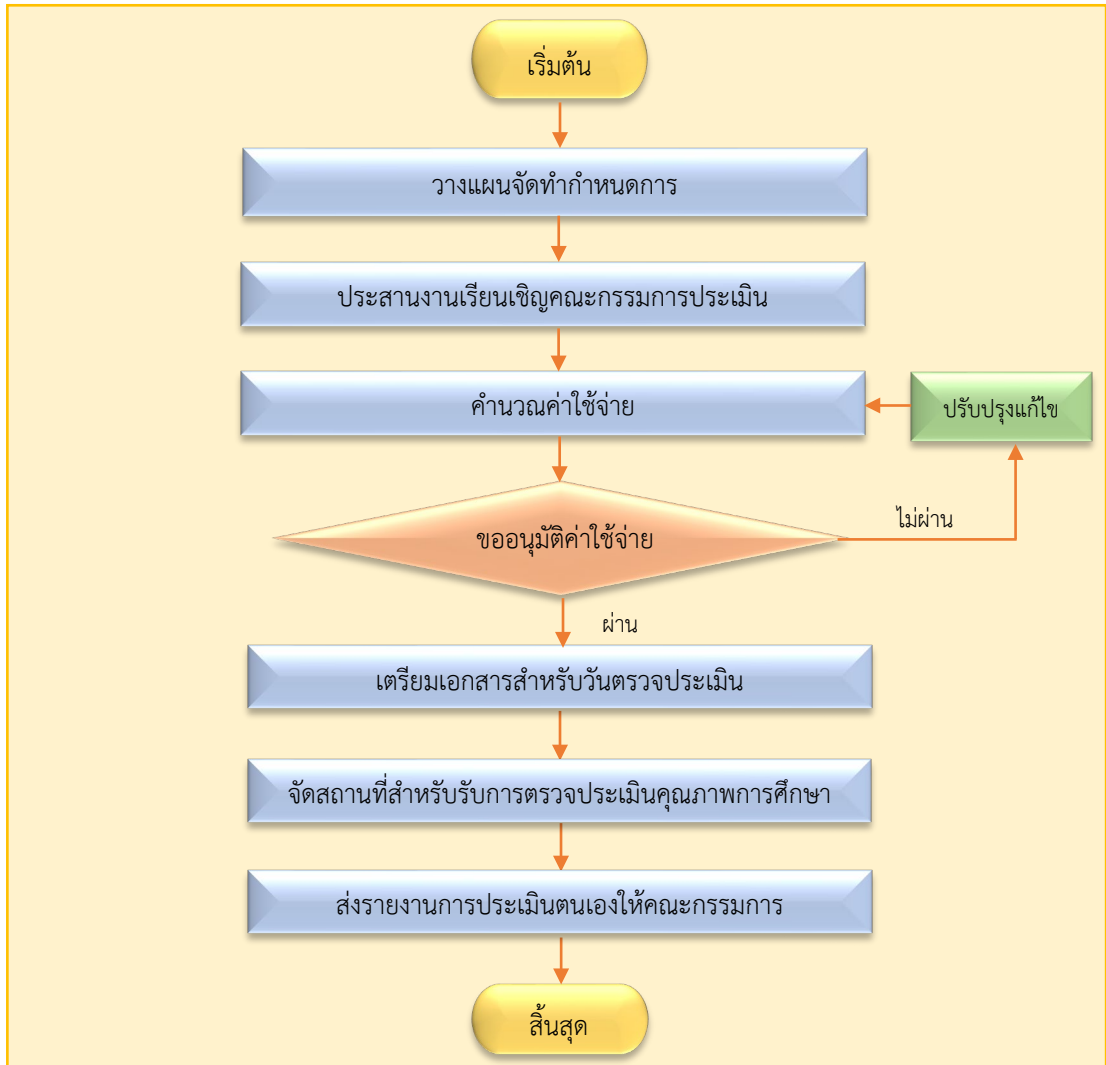 เริ่มต้น
วางแผนจัดทำกำหนดการ
ประสานงานเรียนเชิญคณะกรรมการประเมิน
คำนวณค่าใช้จ่าย
ปรับปรุงแก้ไข
ขออนุมัติค่าใช้จ่าย
ไม่ผ่าน
ผ่าน
เตรียมเอกสารสำหรับวันตรวจประเมิน
จัดสถานที่สำหรับรับการตรวจประเมินคุณภาพการศึกษา
ส่งรายงานการประเมินตนเองให้คณะกรรมการ
สิ้นสุด